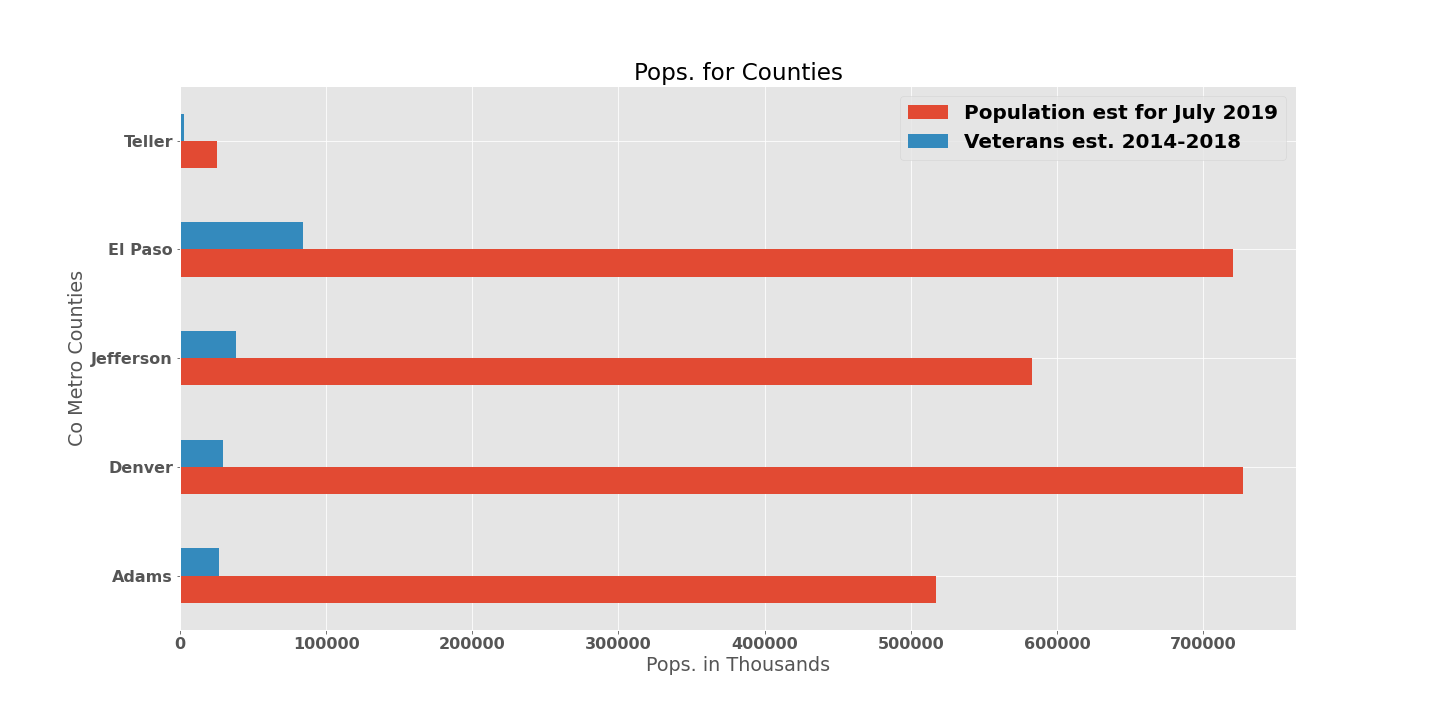 Pops. for Counties
Population est for July 2019
Veterans est. 2014-2018
Co Metro Counties
Teller
El Paso
Jefferson
Denver
Adams
0 100000 200000 300000 400000 500000 600000 700000
Pops. in Thousands